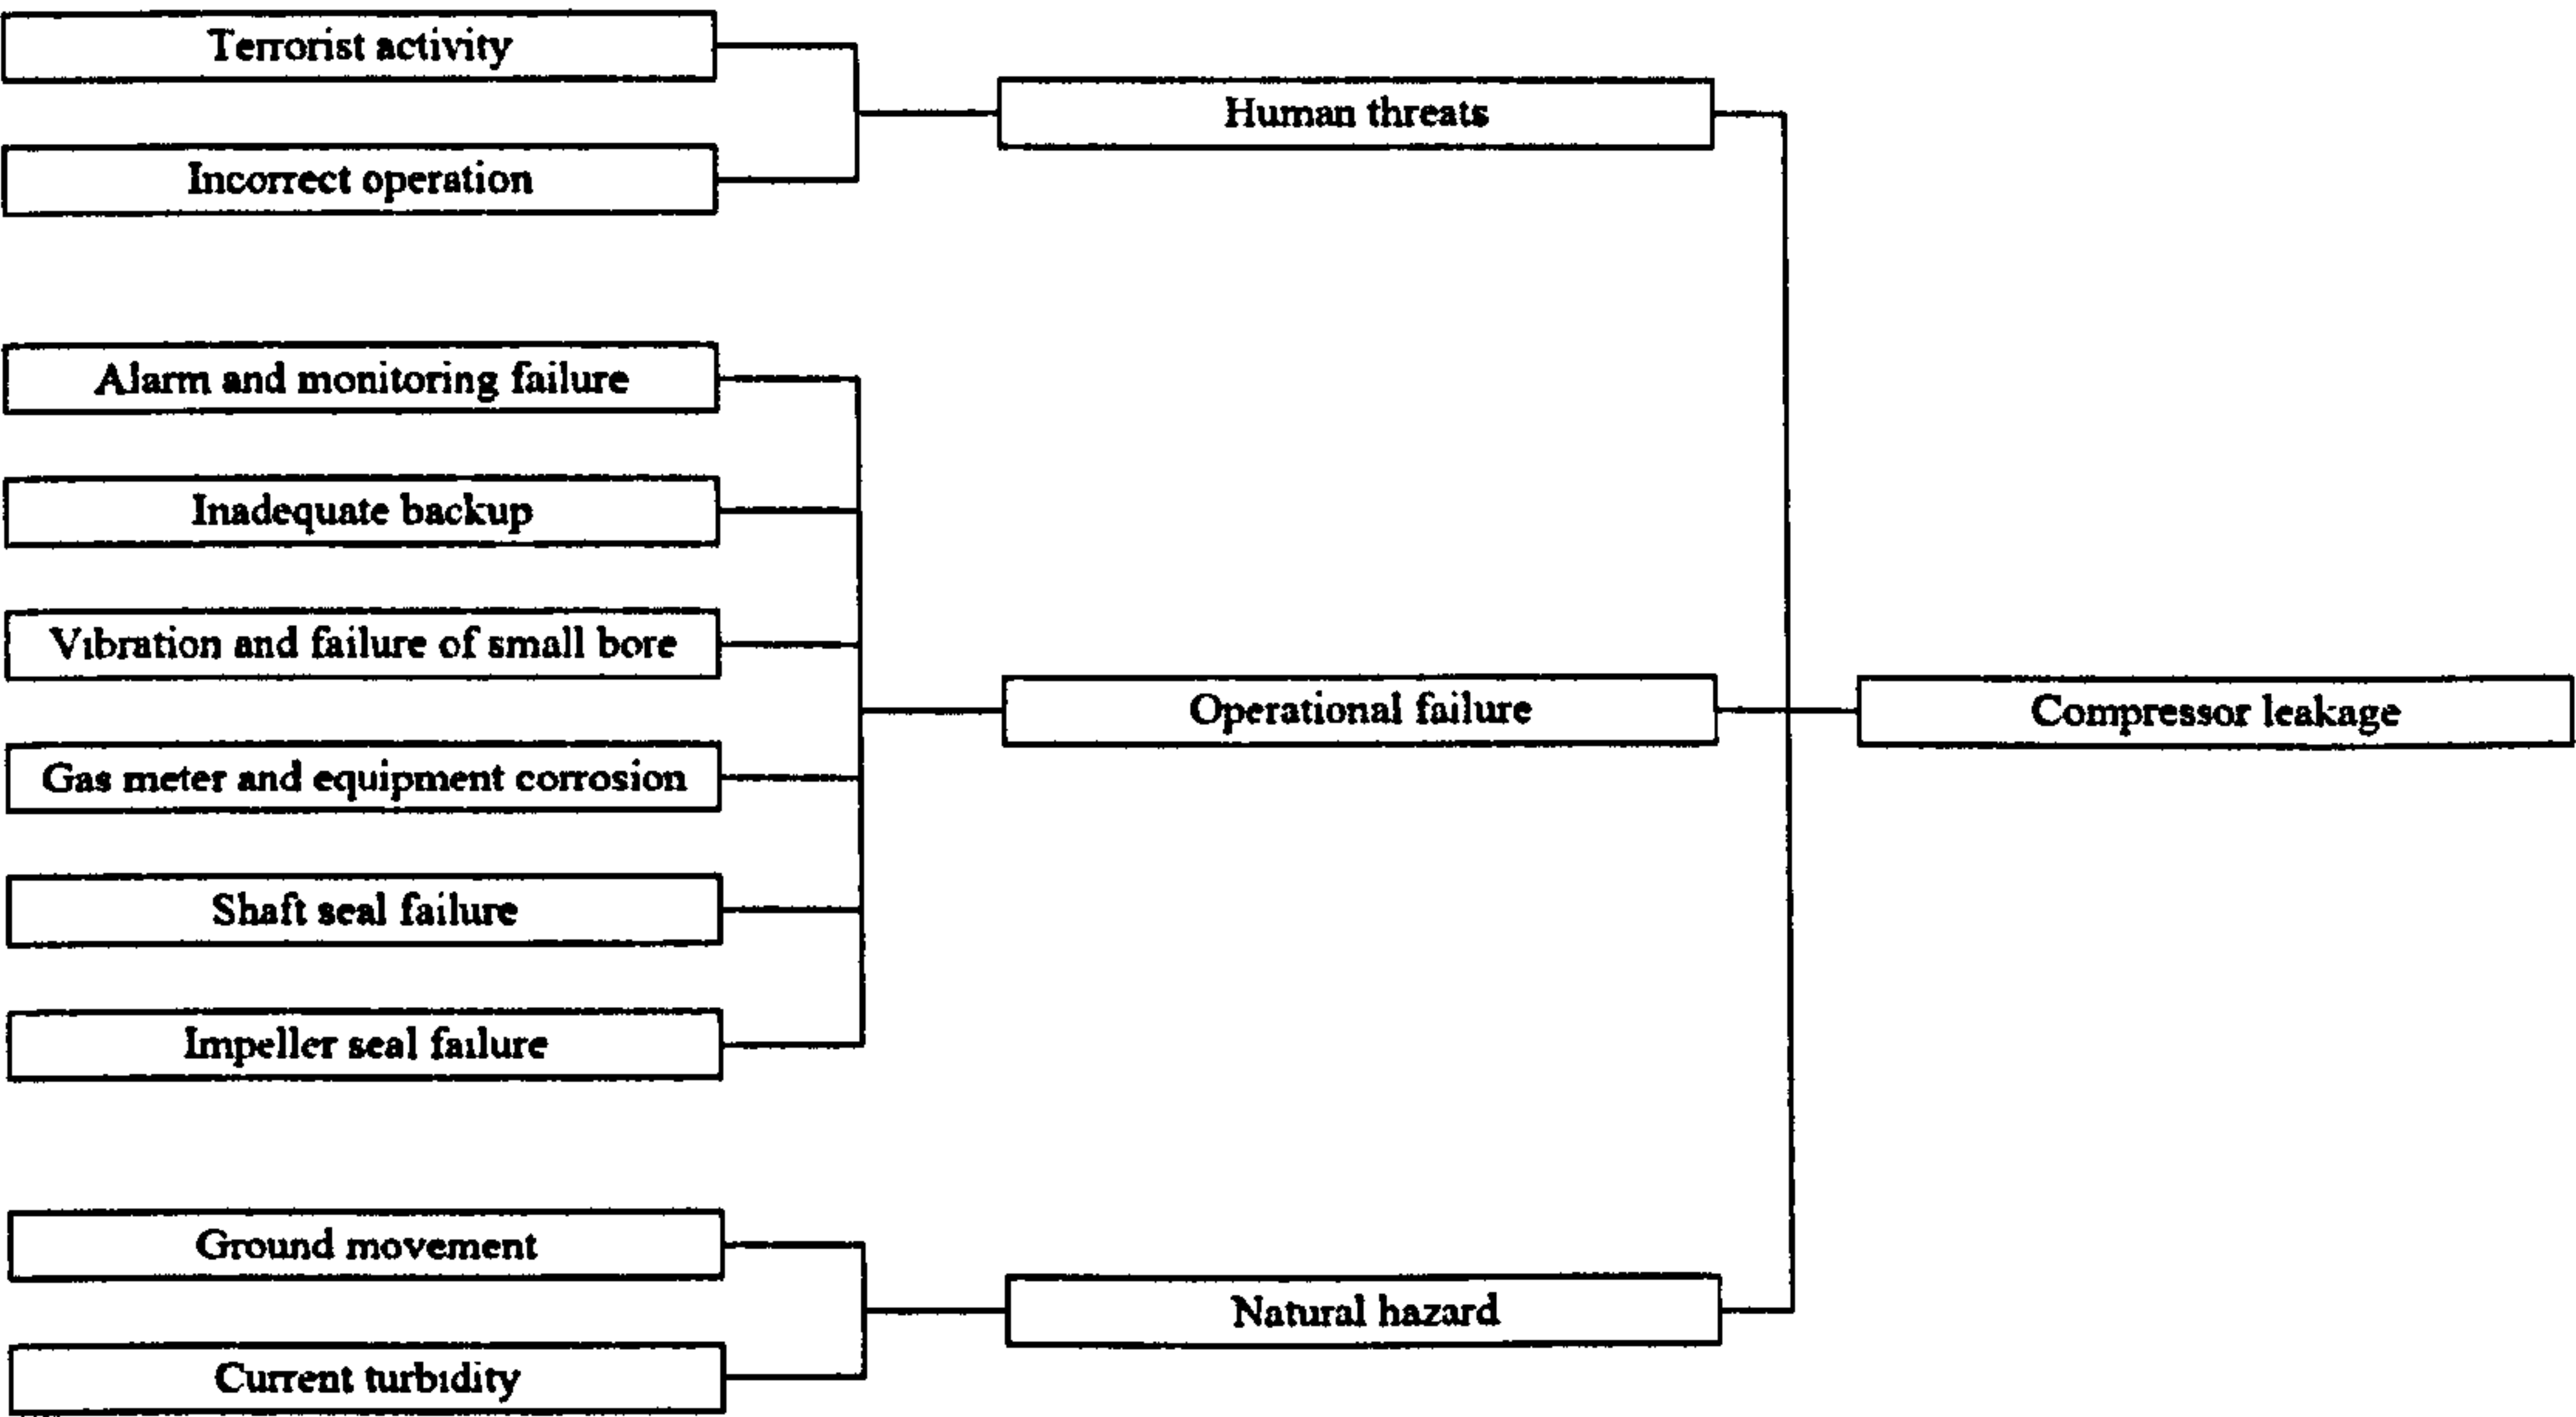 Terrorist activity
Human threats
Incorrect operation
Alarm and monitoring failure
Inadequate backup
Vibration and failure of small bore
Operational failure
Compressor leakage
Gas meter and equipment corrosion
Shaft seal failure
Impeller seal failure
Ground movement
Natural hazard
Current turbidity